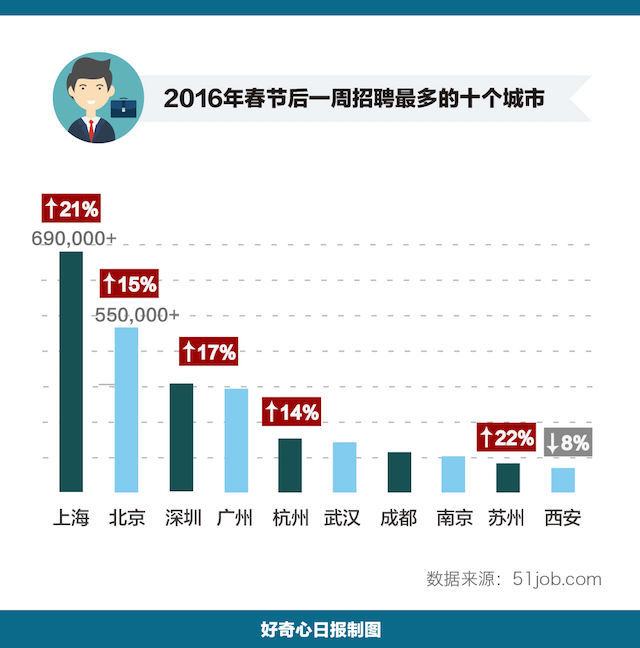 2016年春节后一周招聘最多的十个城市
↑21%
690,000+
↑15%
550,000+
↑17%
↑14%
↑22%
↓8%
上海 北京 深圳 广州 杭州 武汉 成都 南京 苏州 西安
数据来源：51job.com
好奇心日报制图